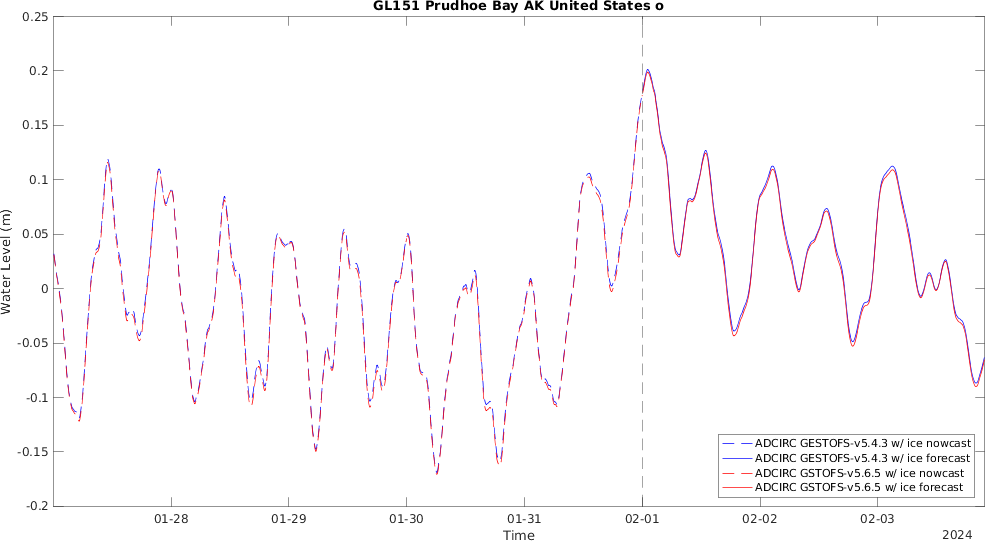 GL151 Prudhoe Bay AK United States o
0.25
0.2
0.15
0.1
0.05
0
-0.05
-0.1
-0.15
-0.2
Water Level (m)
ADCIRC GESTOFS-v5.4.3 w/ ice nowcast
ADCIRC GESTOFS-v5.4.3 w/ ice forecast
ADCIRC GSTOFS-v5.6.5 w/ ice nowcast
ADCIRC GSTOFS-v5.6.5 w/ ice forecast
01-28 01-29 01-30 01-31 02-01 02-02 02-03
Time
2024